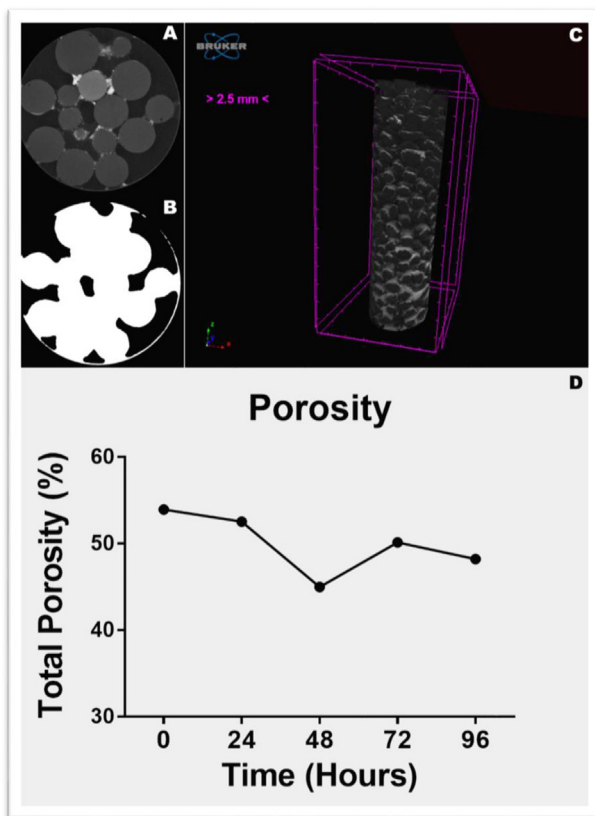 A
B
BRUKER
C
> 2.5 mm <
D
Porosity
Total Porosity (%)
60
50
40
30
0 24 48 72 96
Time (Hours)